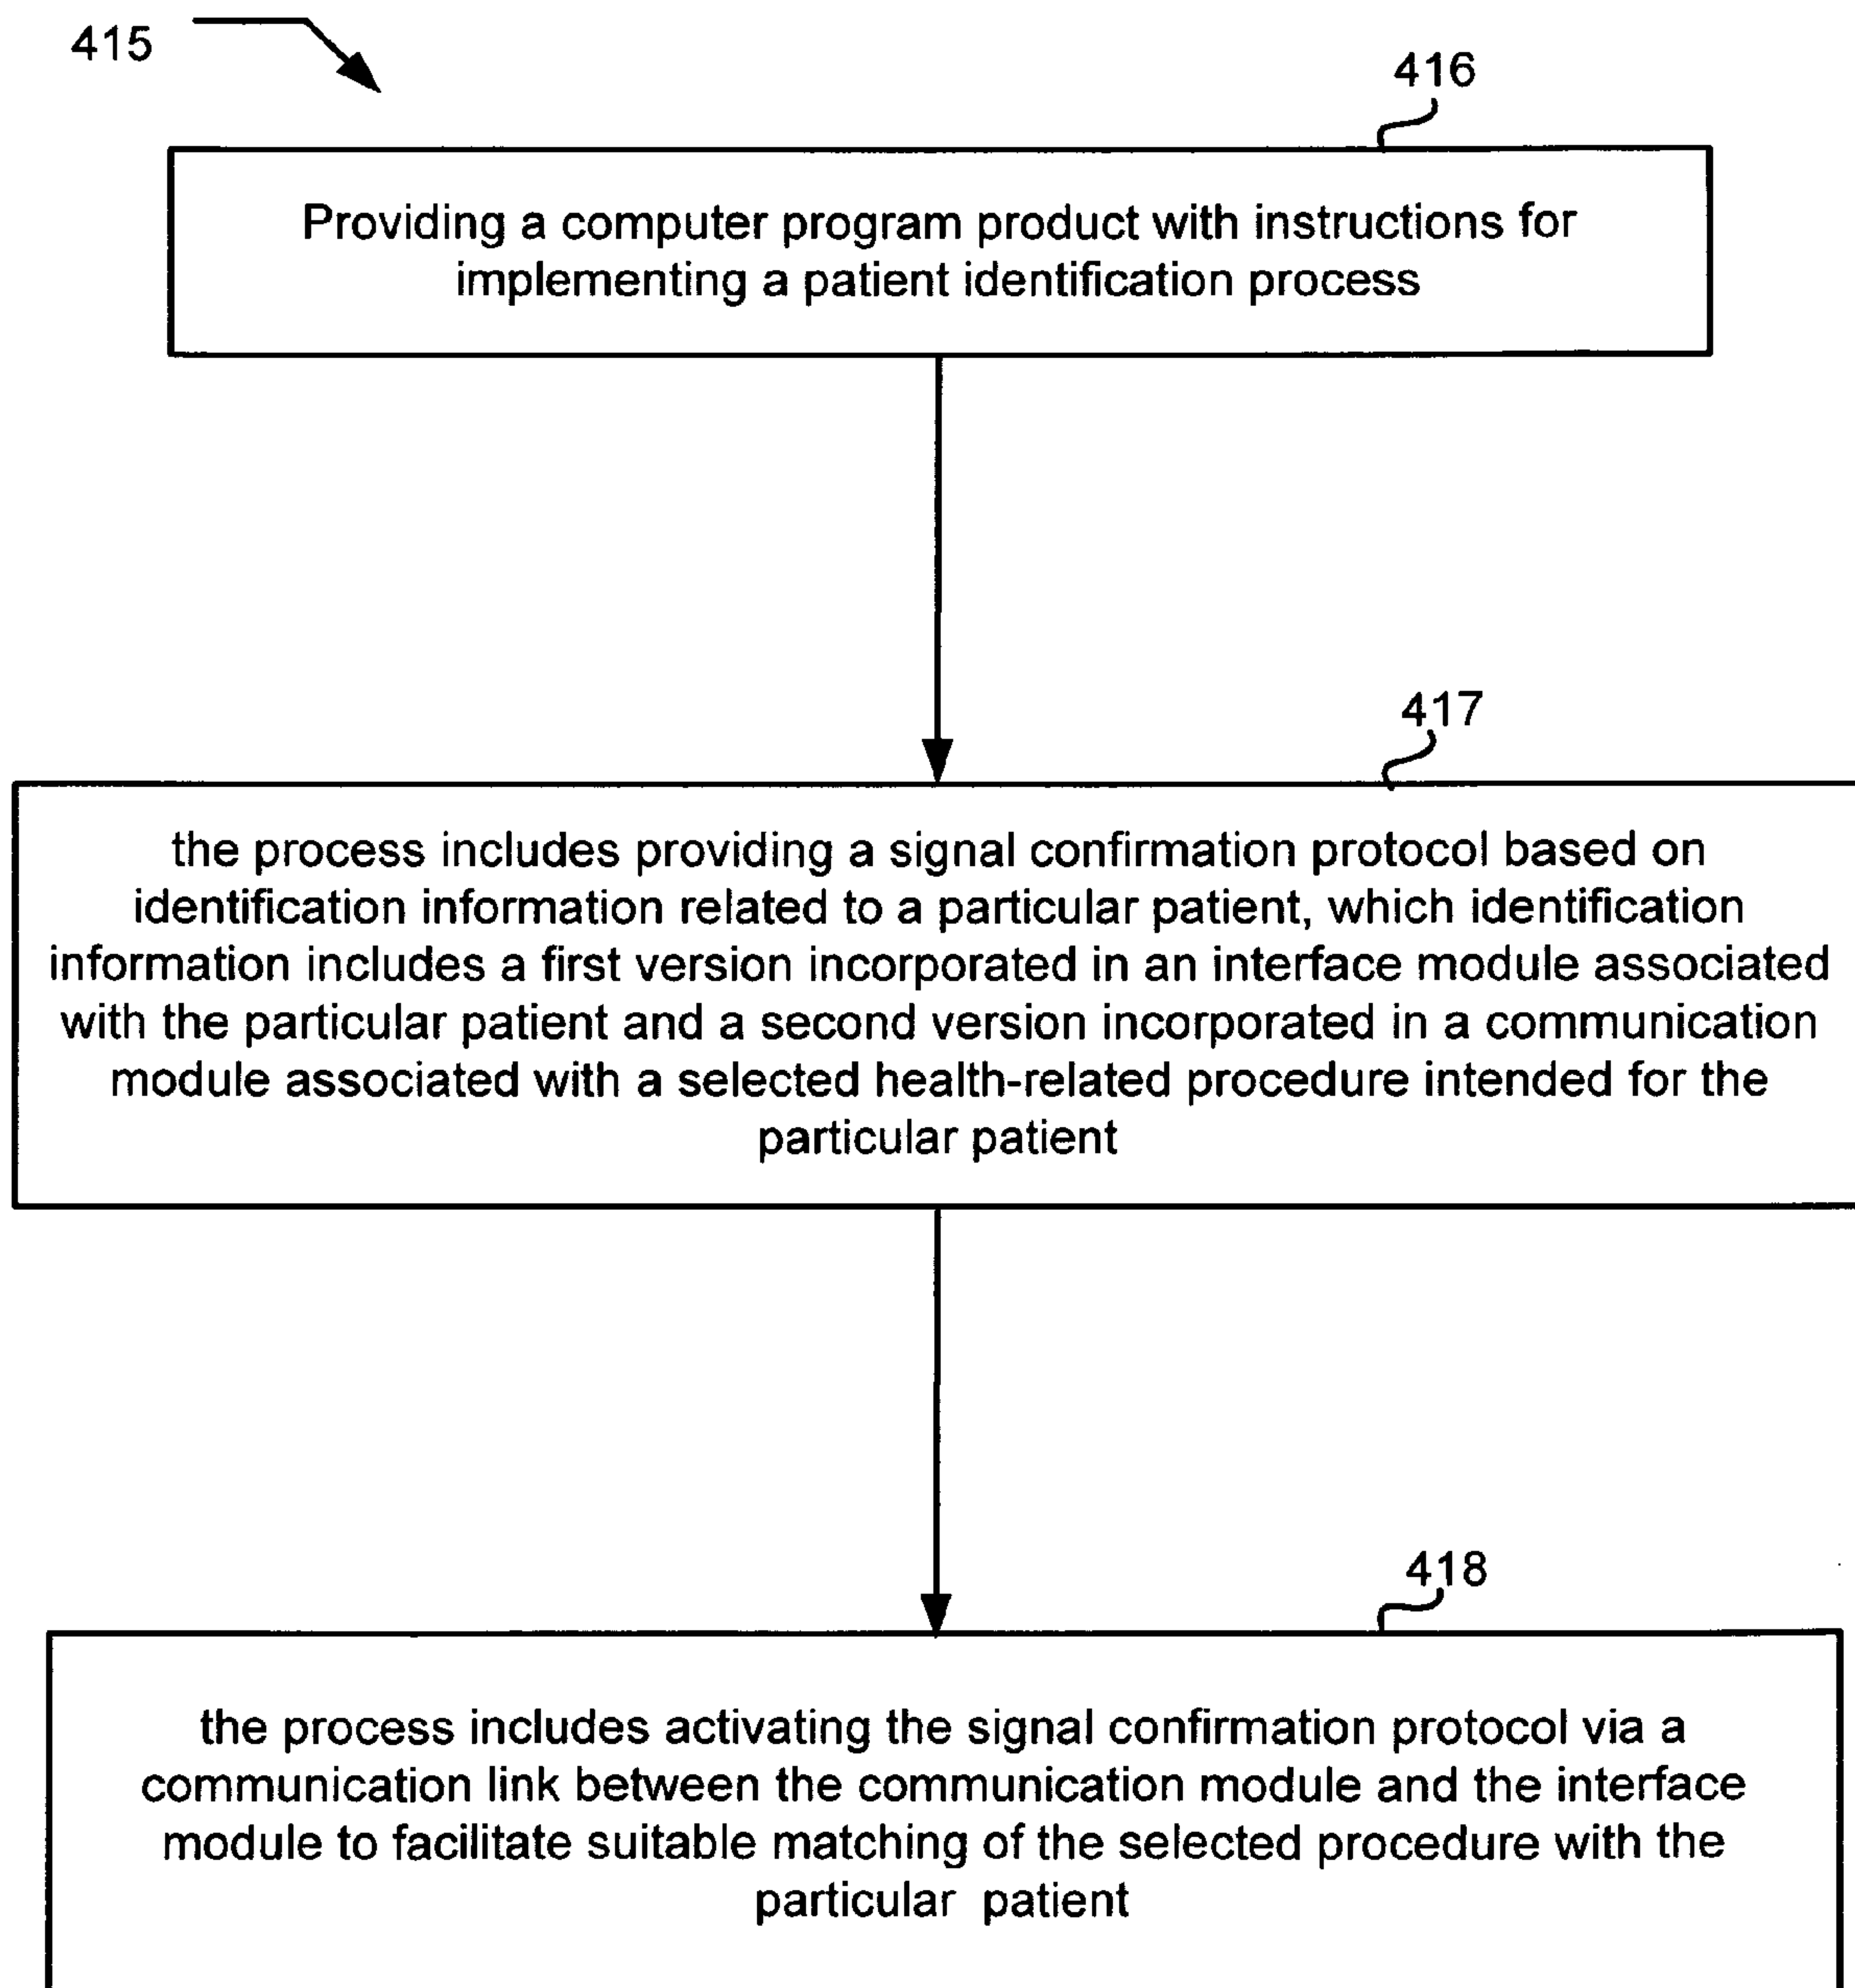 415
416
Providing a computer program product with instructions for
implementing a patient identification process
417
the process includes providing a signal confirmation protocol based on
identification information related to a particular patient, which identification
information includes a first version incorporated in an interface module associated
with the particular patient and a second version incorporated in a communication
module associated with a selected health-related procedure intended for the
particular patient
418
the process includes activating the signal confirmation protocol via a
communication link between the communication module and the interface
module to facilitate suitable matching of the selected procedure with the
particular patient